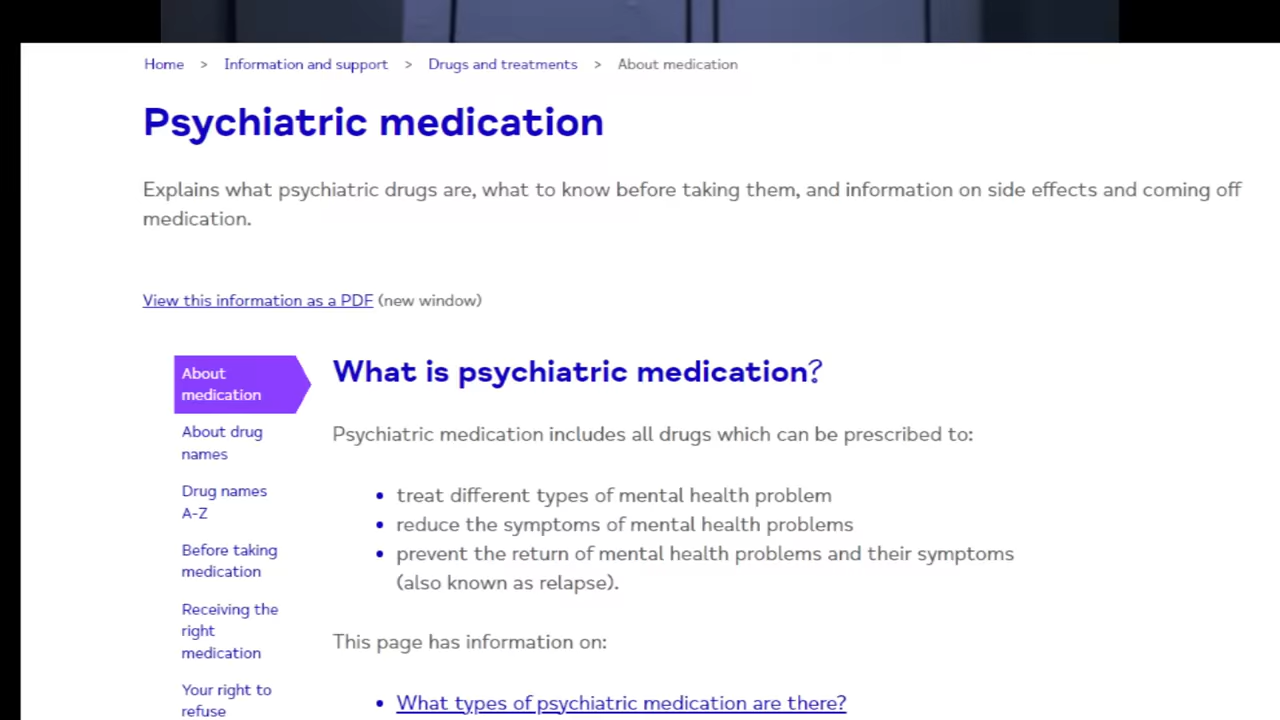 Home > Information and support > Drugs and treatments > About medication
Psychiatric medication
Explains what psychiatric drugs are, what to know before taking them, and information on side effects and coming off
medication.
View this information as a PDF (new window)
About
medication
About drug
names
Drug names
A-Z
Before taking
medication
Receiving the
right
medication
Your right to
refuse
What is psychiatric medication?
Psychiatric medication includes all drugs which can be prescribed to:
• treat different types of mental health problem
• reduce the symptoms of mental health problems
• prevent the return of mental health problems and their symptoms
(also known as relapse).
This page has information on:
• What types of psychiatric medication are there?